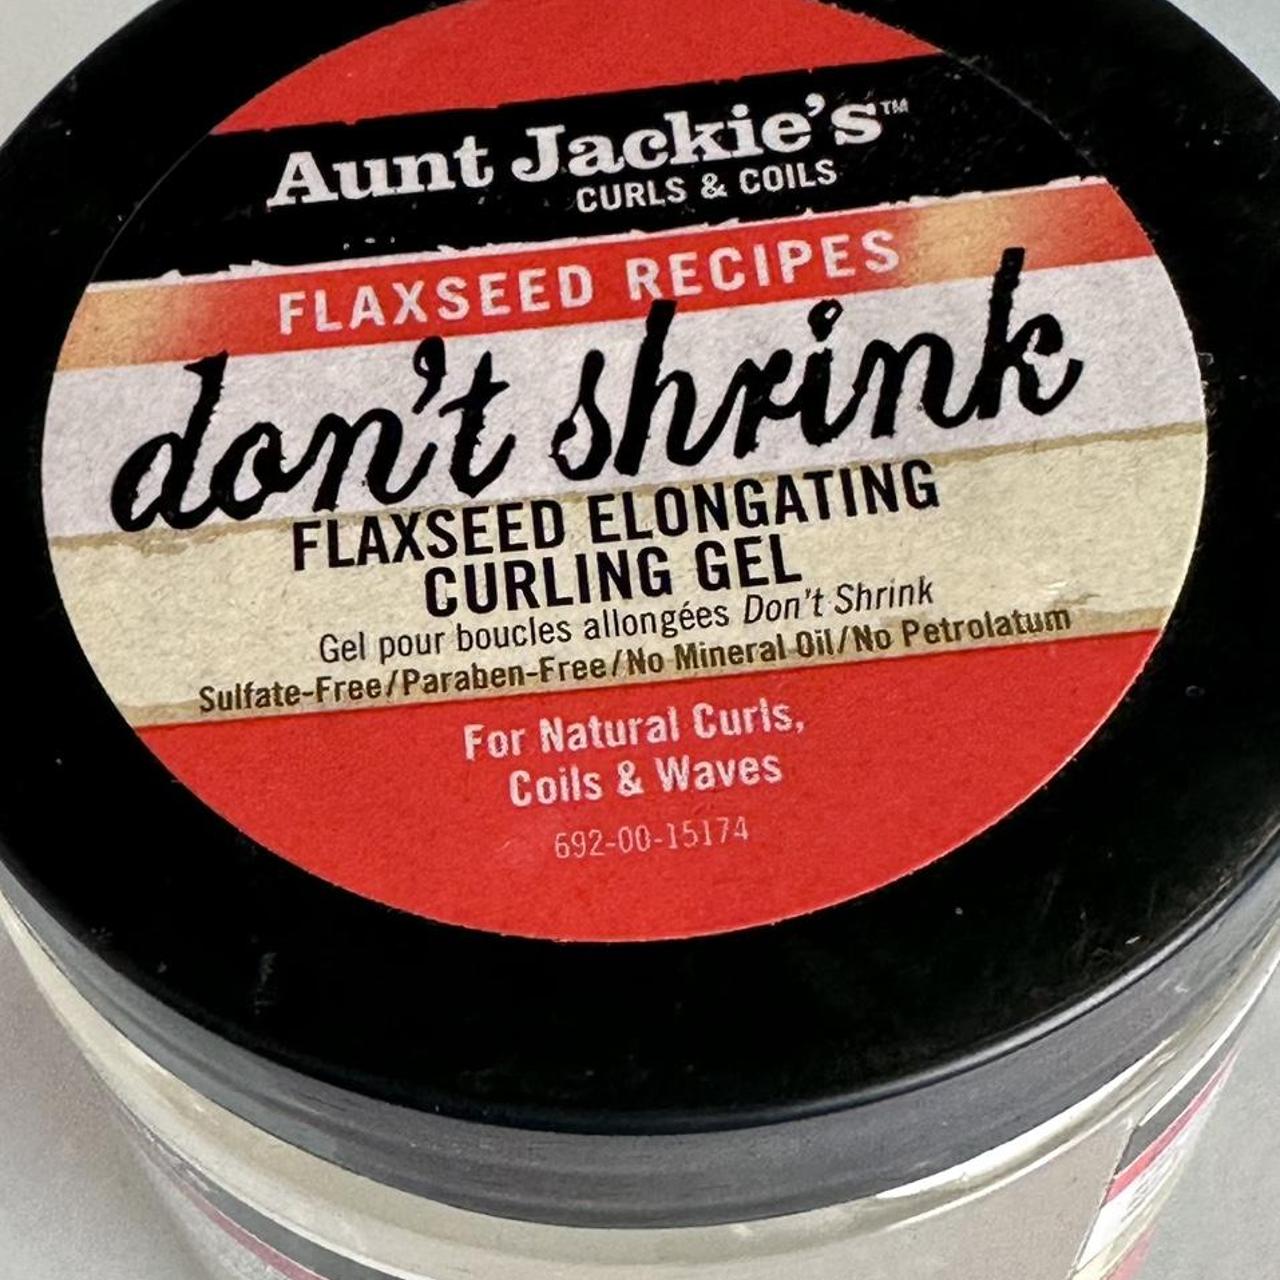 Aunt Jackie's™
CURLS & COILS
FLAXSEED RECIPES
don't shrink
FLAXSEED ELONGATING
CURLING GEL
Gel pour boucles allongées Don't Shrink
Sulfate-Free/Paraben-Free/No Mineral Oil/No Petrolatum
For Natural Curls,
Coils & Waves
692-00-15174